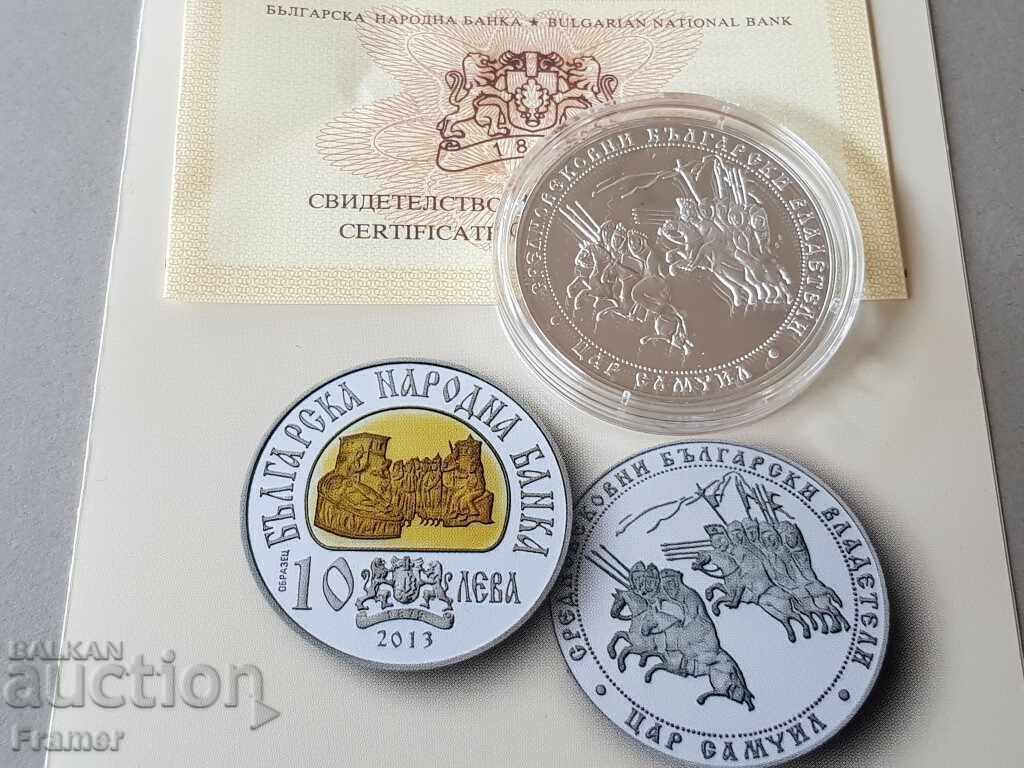 БЪЛГАРСКА НАРОДНА БАНКА ★ BULGARIAN NATIONAL BANK
СВИДЕТЕЛСТВО
CERTIFICATE
СРЕДНОВЕКОВНИ БЪЛГАРСКИ ВЛАДЕТЕЛИ
• ЦАР САМУИЛ •
БЪЛГАРСКА НАРОДНА БАНКА
ОБРАЗЕЦ
10 ЛЕВА
2013
БЪЛГАРСКИ ВЛАДЕТЕЛИ
• ЦАР САМУИЛ •
BALKAN
auction
Framer